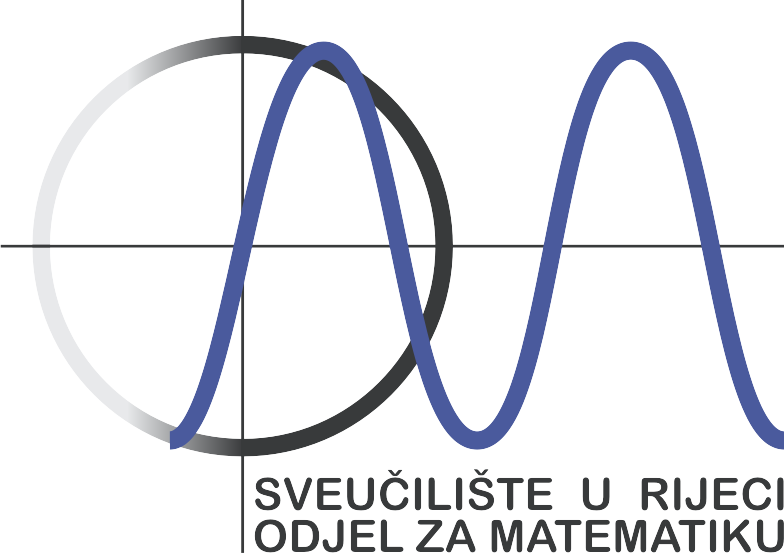 SVEUČILIŠTE U RIJECI
ODJEL ZA MATEMATIKU